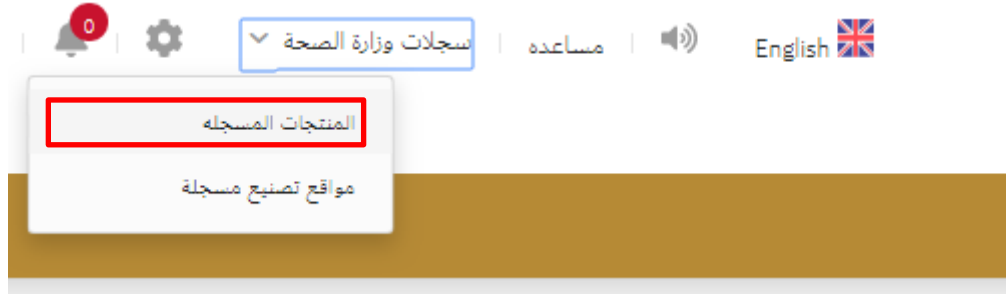 English
مساعده
سجلات وزارة الصحة
0
المنتجات المسجله
مواقع تصنيع مسجلة